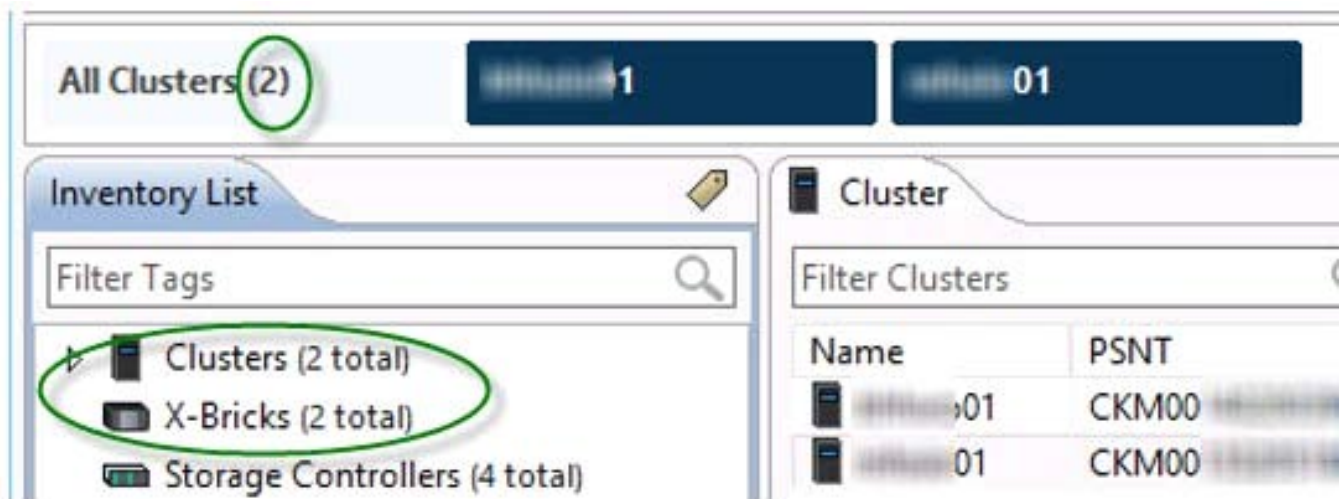 All Clusters (2)
1
01
Inventory List
Cluster
Filter Tags
Filter Clusters
Clusters (2 total)
Name PSNT
X-Bricks (2 total)
01 CKM00
Storage Controllers (4 total)
01 CKM00